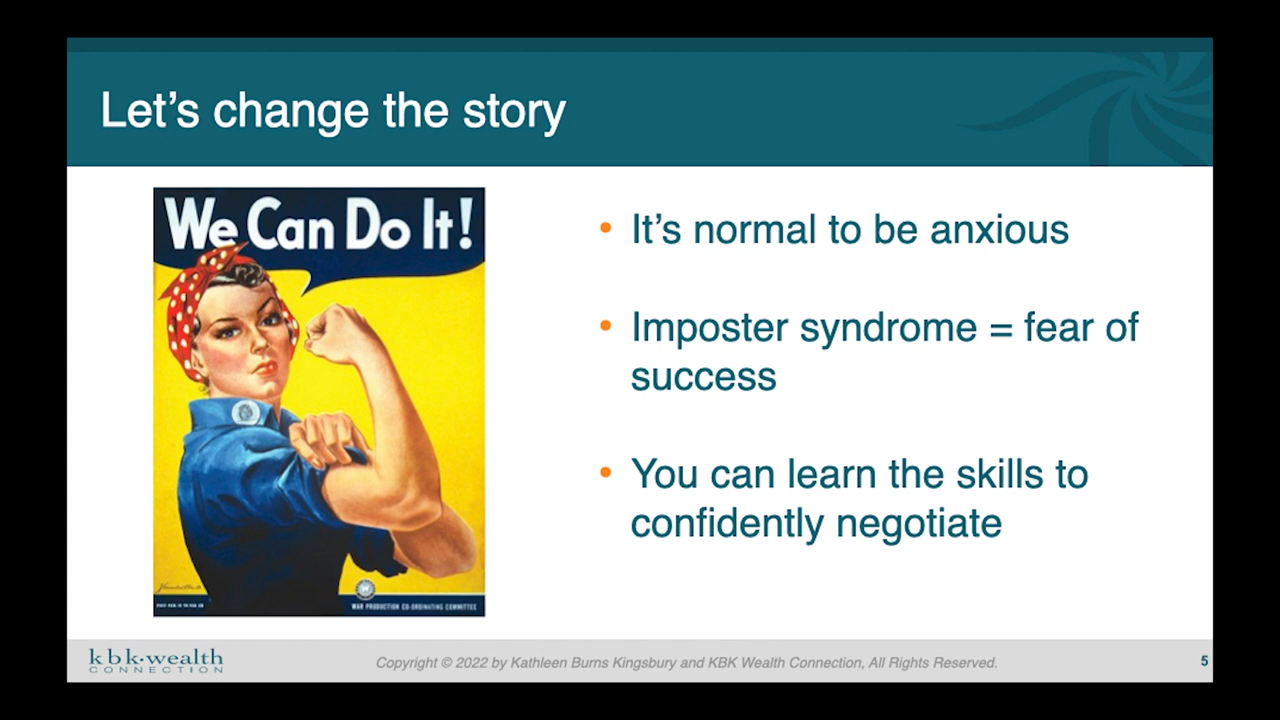 Let's change the story
We Can Do It!
WAR PRODUCTION CO-ORDINATING COMMITTEE
• It's normal to be anxious
• Imposter syndrome = fear of
success
• You can learn the skills to
confidently negotiate
kbk•wealth
CONNECTION
Copyright © 2022 by Kathleen Burns Kingsbury and KBK Wealth Connection, All Rights Reserved.
5